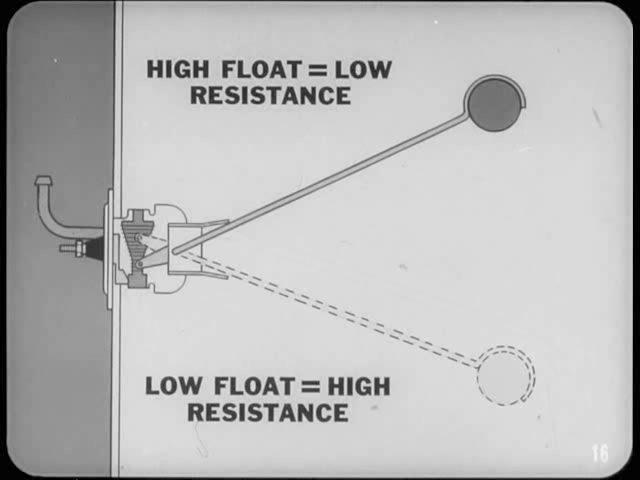 HIGH FLOAT = LOW
RESISTANCE
LOW FLOAT = HIGH
RESISTANCE
16